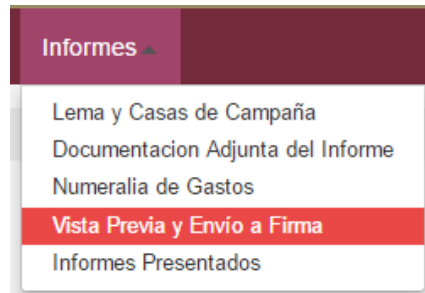 Informes
Lema y Casas de Campaña
Documentacion Adjunta del Informe
Numeralia de Gastos
Vista Previa y Envío a Firma
Informes Presentados